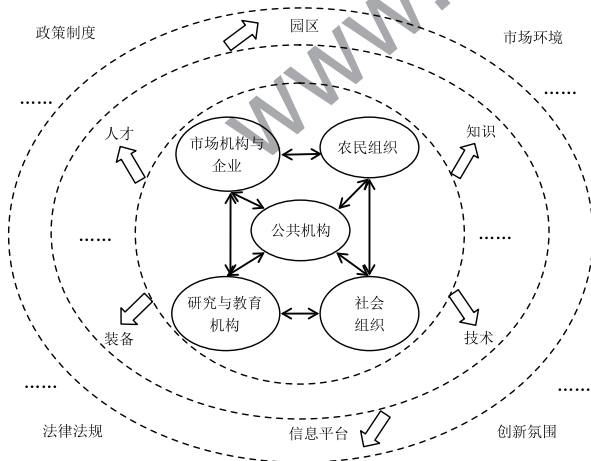 政策制度
园区
市场环境
……
……
www.
人才
知识
市场机构与
企业
农民组织
公共机构
……
……
研究与教育
机构
社会
组织
装备
技术
……
……
法律法规
信息平台
创新氛围